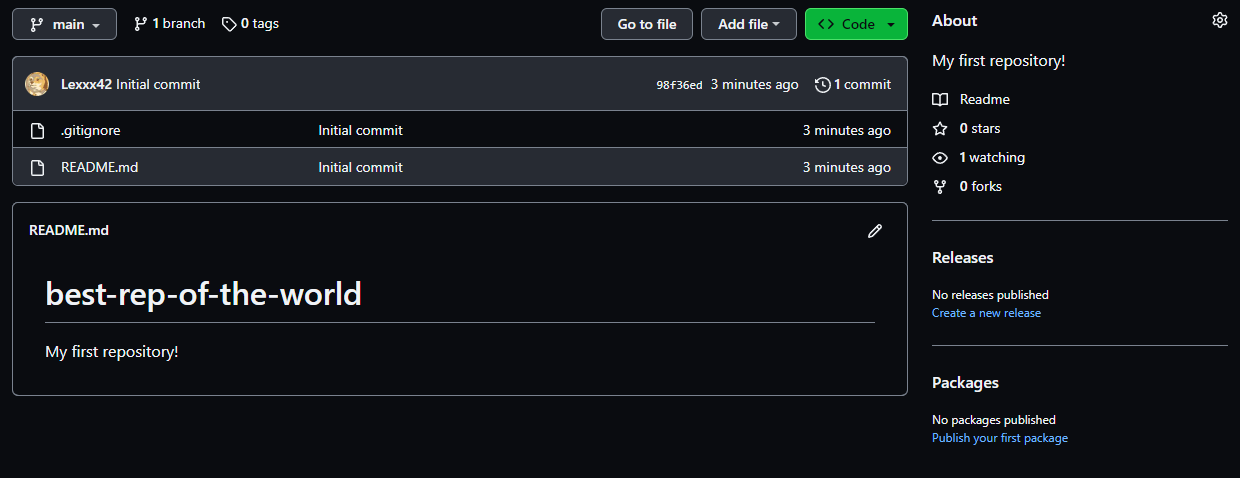 main 1 branch 0 tags Go to file Add file Code
Lexxx42 Initial commit 98f36ed 3 minutes ago 1 commit
.gitignore Initial commit 3 minutes ago
README.md Initial commit 3 minutes ago
README.md
best-rep-of-the-world
My first repository!
About
My first repository!
Readme
0 stars
1 watching
0 forks
Releases
No releases published
Create a new release
Packages
No packages published
Publish your first package